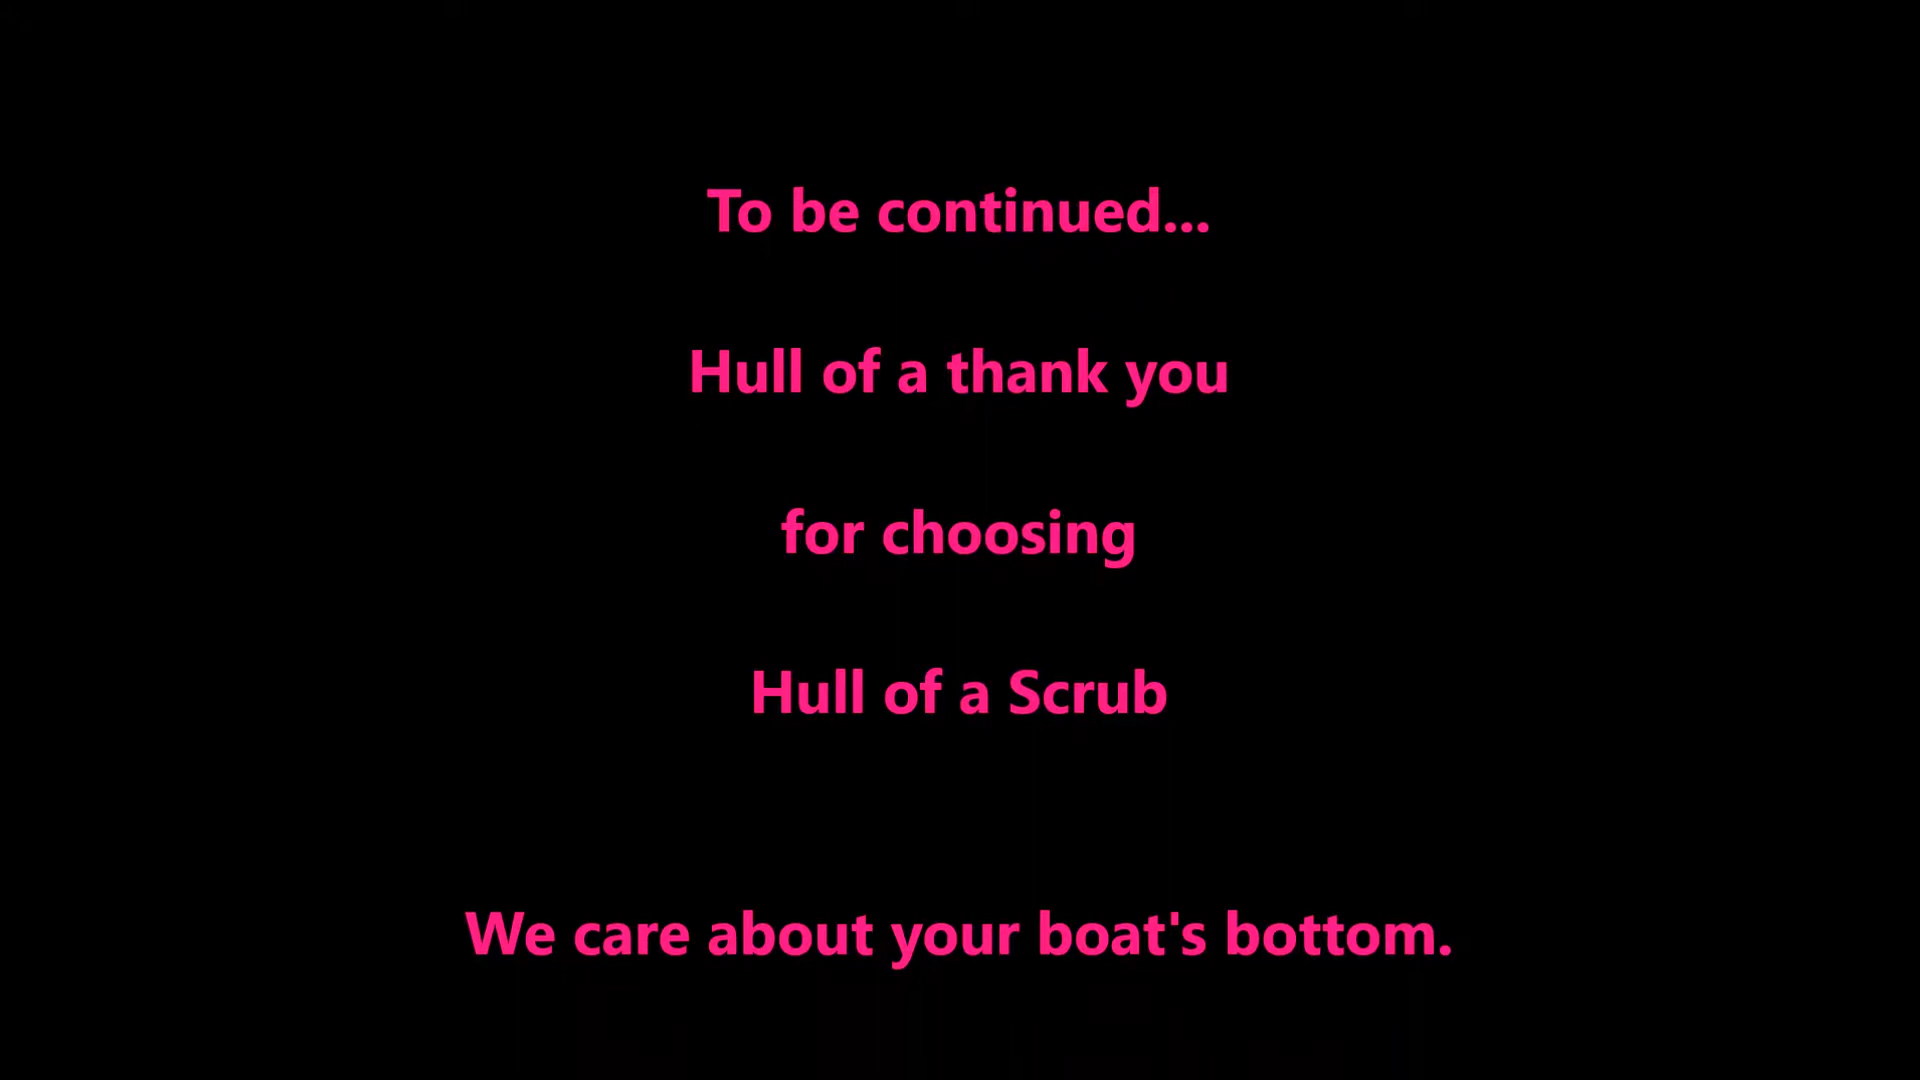 To be continued...
Hull of a thank you
for choosing
Hull of a Scrub
We care about your boat's bottom.